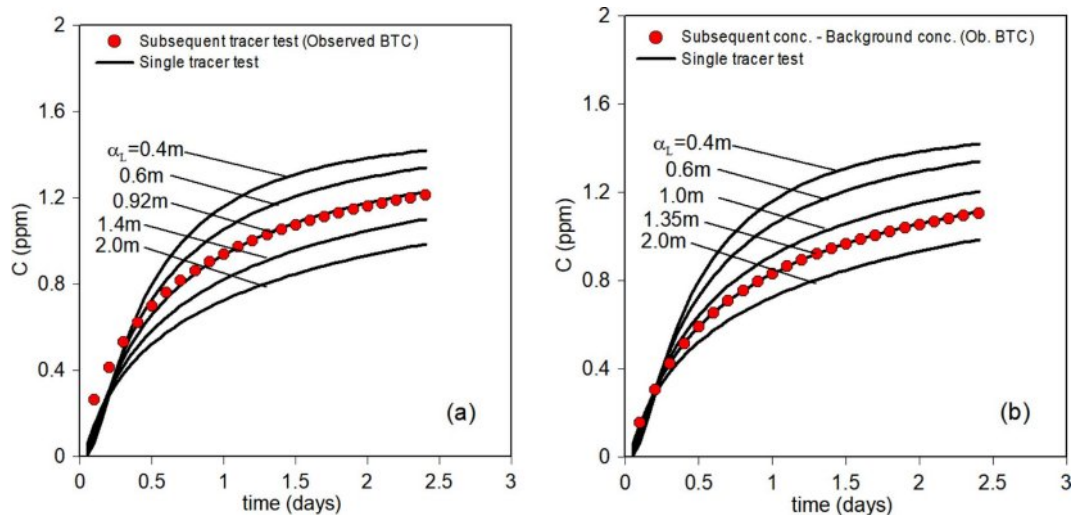 2
Subsequent tracer test (Observed BTC)
Single tracer test
1.6
αL=0.4m
0.6m
1.2
0.92m
1.4m
2.0m
C (ppm)
0.8
0.4
(a)
0
0 0.5 1 1.5 2 2.5 3
time (days)
2
Subsequent conc. - Background conc. (Ob. BTC)
Single tracer test
1.6
αL=0.4m
0.6m
1.2
1.0m
1.35m
2.0m
C (ppm)
0.8
0.4
(b)
0
0 0.5 1 1.5 2 2.5 3
time (days)